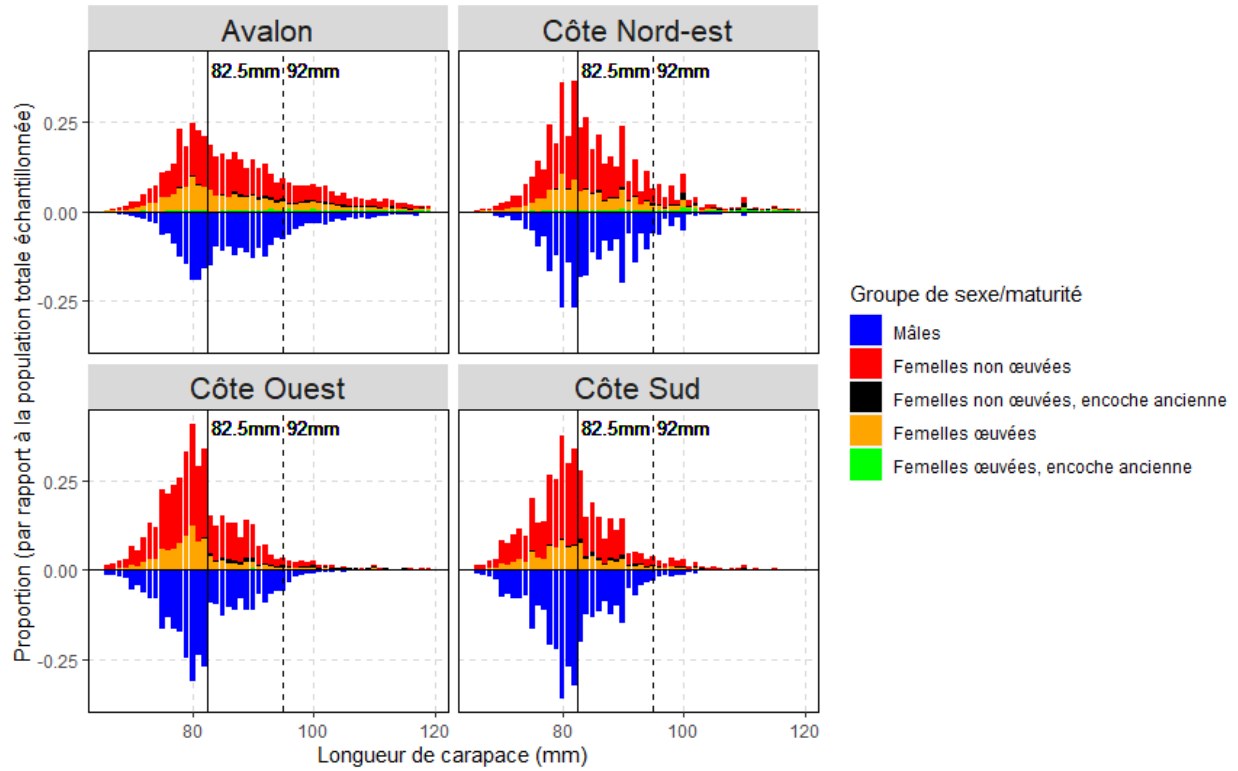 Avalon
Côte Nord-est
82.5mm 92mm
82.5mm 92mm
0.25
0.00
-0.25
Côte Ouest
Côte Sud
82.5mm 92mm
82.5mm 92mm
0.25
0.00
-0.25
80 100 120
80 100 120
Longueur de carapace (mm)
Proportion (par rapport à la population totale échantillonnée)
Groupe de sexe/maturité
Mâles
Femelles non œuvées
Femelles non œuvées, encoche ancienne
Femelles œuvées
Femelles œuvées, encoche ancienne